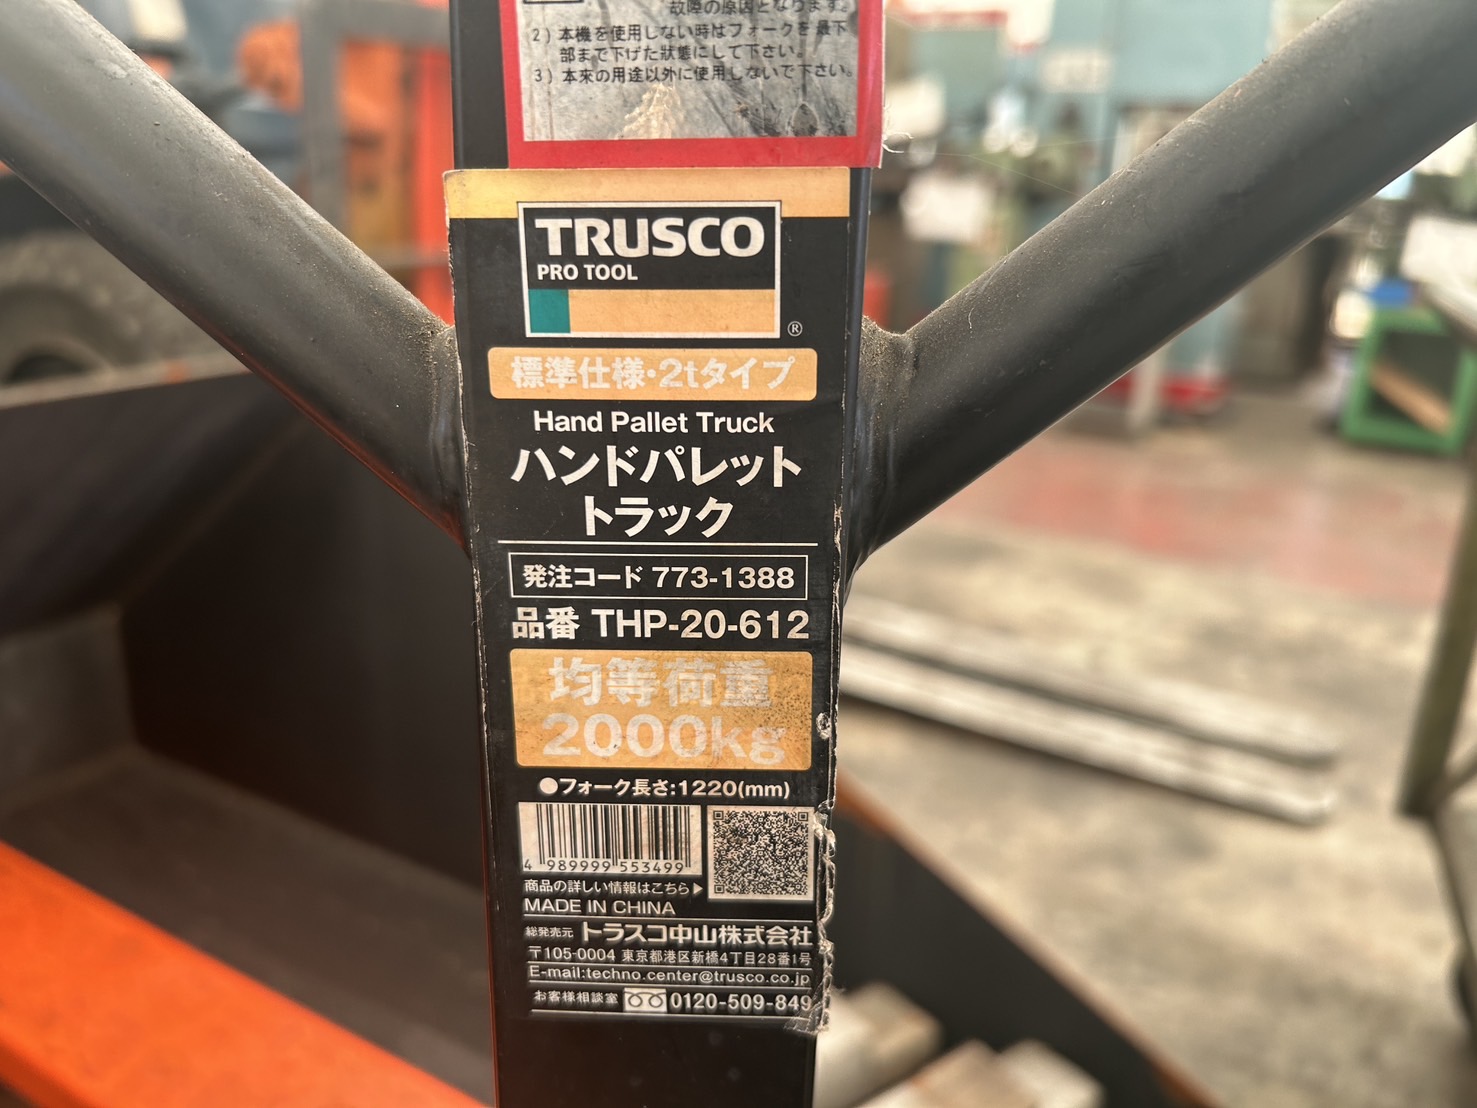 故障の原因となります。
2）本機を使用しない時はフォークを最下
部まで下げた状態にして下さい。
3）本来の用途以外に使用しないで下さい。
TRUSCO
PRO TOOL
®
標準仕様・2tタイプ
Hand Pallet Truck
ハンドパレット
トラック
発注コード 773-1388
品番 THP-20-612
均等荷重
2000kg
●フォーク長さ:1220(mm)
4 989999 553499
商品の詳しい情報はこちら▶
MADE IN CHINA
総発売元 トラスコ中山株式会社
〒105-0004 東京都港区新橋4丁目28番1号
E-mail:techno.center@trusco.co.jp
お客様相談室 0120-509-849